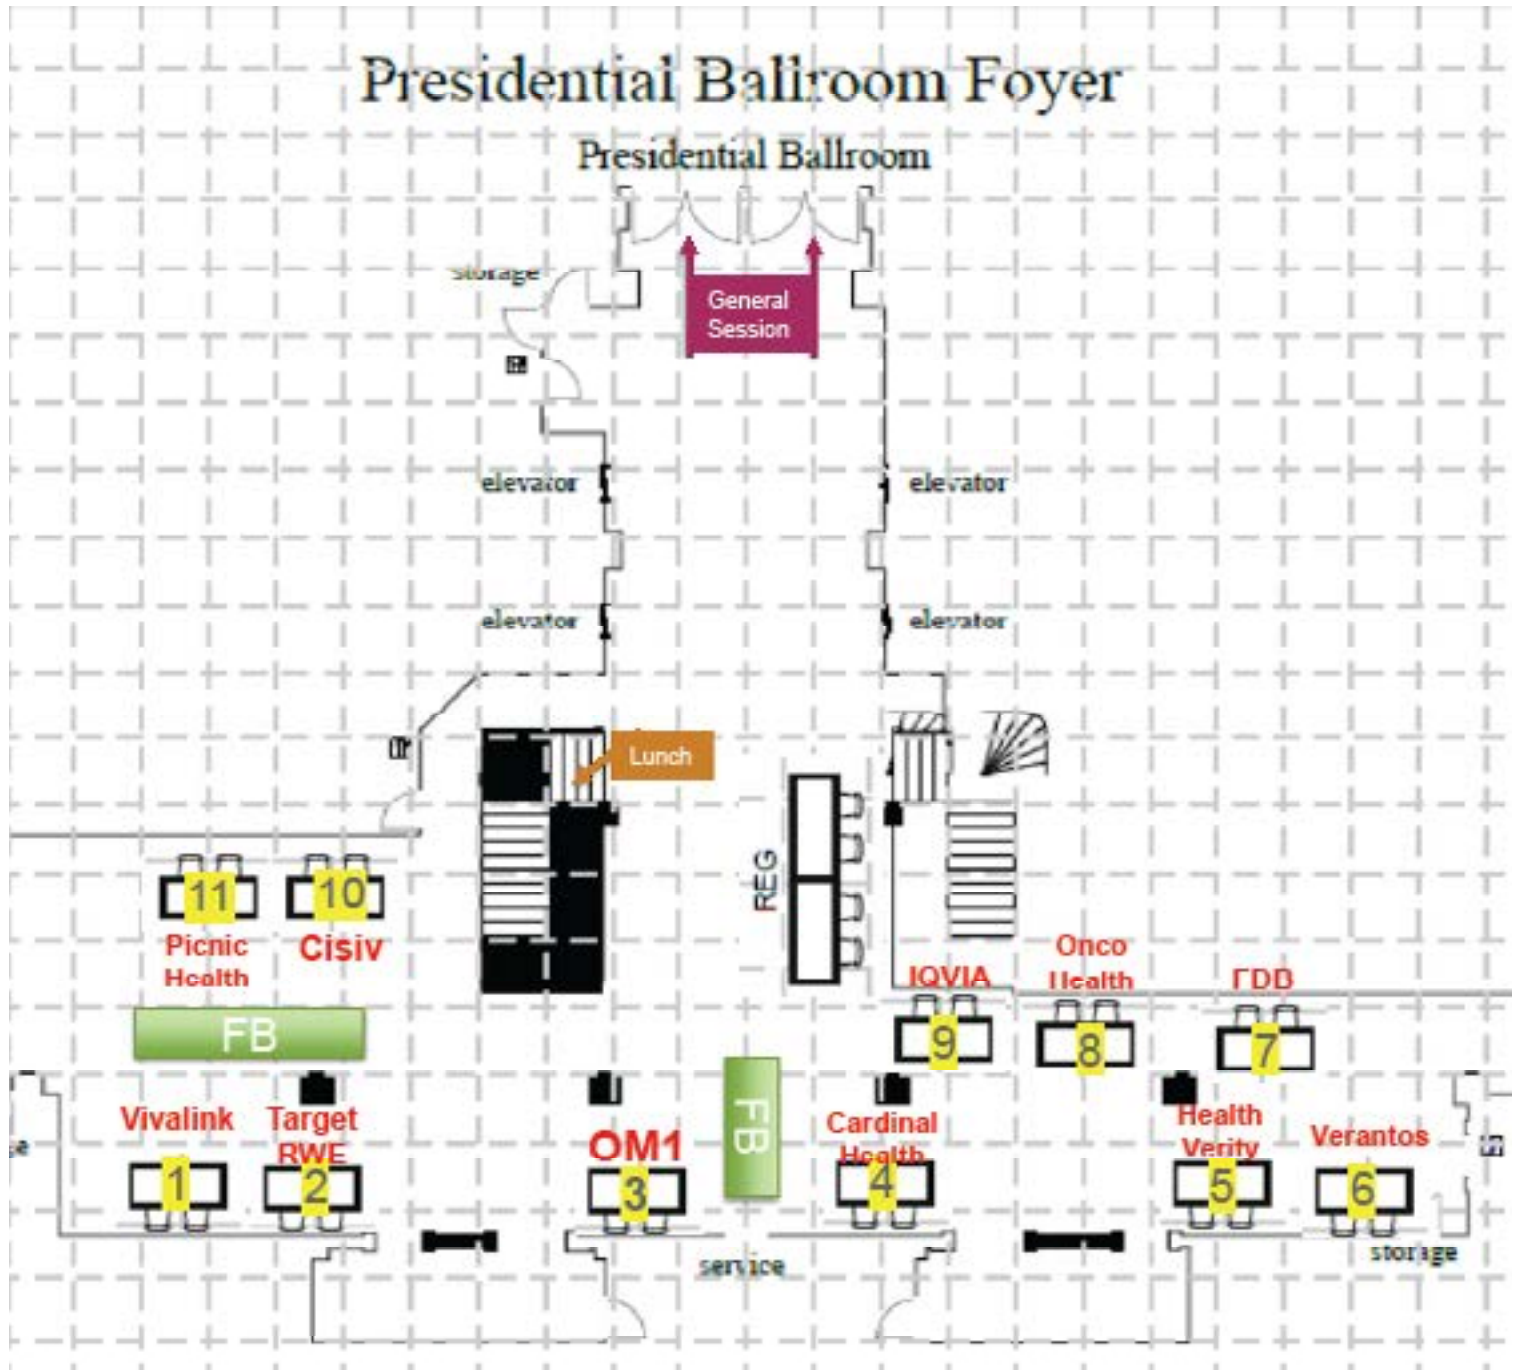 Presidential Ballroom Foyer
Presidential Ballroom
storage
General
Session
elevator
elevator
elevator
elevator
Lunch
REG
11
10
Picnic
Health
Cisiv
IQVIA
Onco
Health
FDB
FB
9
8
7
Vivalink
Target
RWE
OM1
FB
Cardinal
Health
Health
Verity
Verantos
1
2
3
4
5
6
service
storage